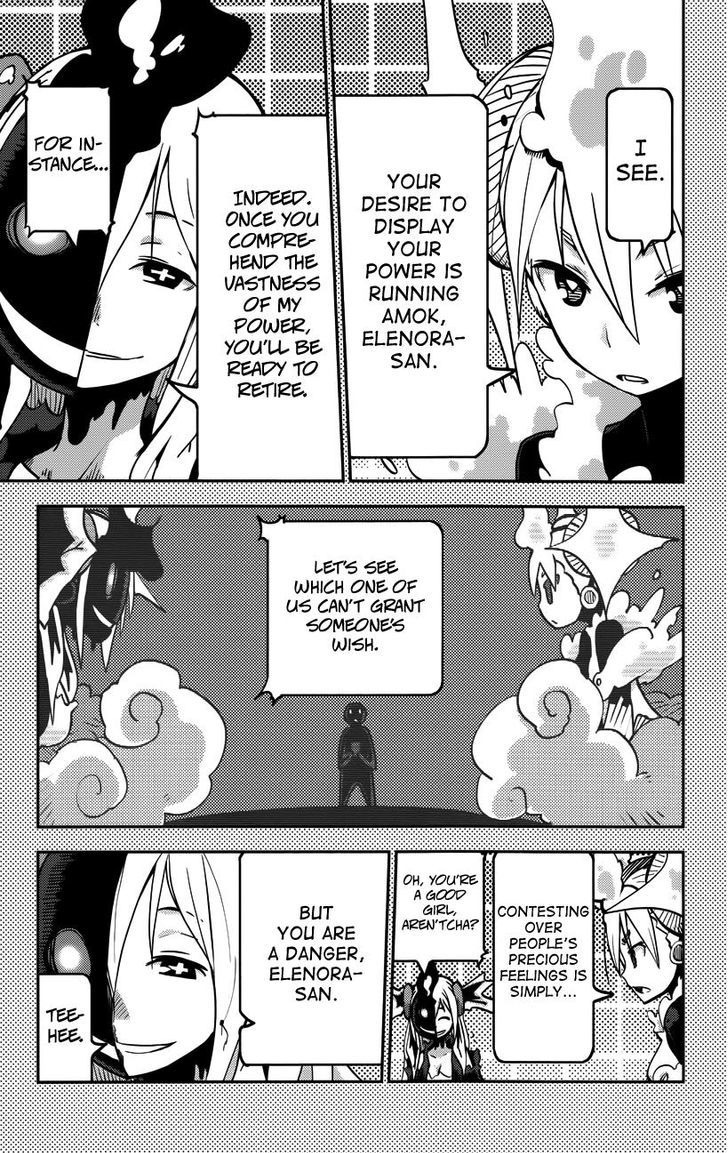 I
SEE.
YOUR
DESIRE TO
DISPLAY
YOUR
POWER IS
RUNNING
AMOK,
ELENORA-
SAN.
INDEED.
ONCE YOU
COMPRE-
HEND THE
VASTNESS
OF MY
POWER,
YOU'LL BE
READY TO
RETIRE.
FOR IN-
STANCE...
LET'S SEE
WHICH ONE OF
US CAN'T GRANT
SOMEONE'S
WISH.
CONTESTING
OVER
PEOPLE'S
PRECIOUS
FEELINGS IS
SIMPLY...
OH, YOU'RE
A GOOD
GIRL,
AREN'TCHA?
BUT
YOU ARE
A DANGER,
ELENORA-
SAN.
TEE-
HEE.